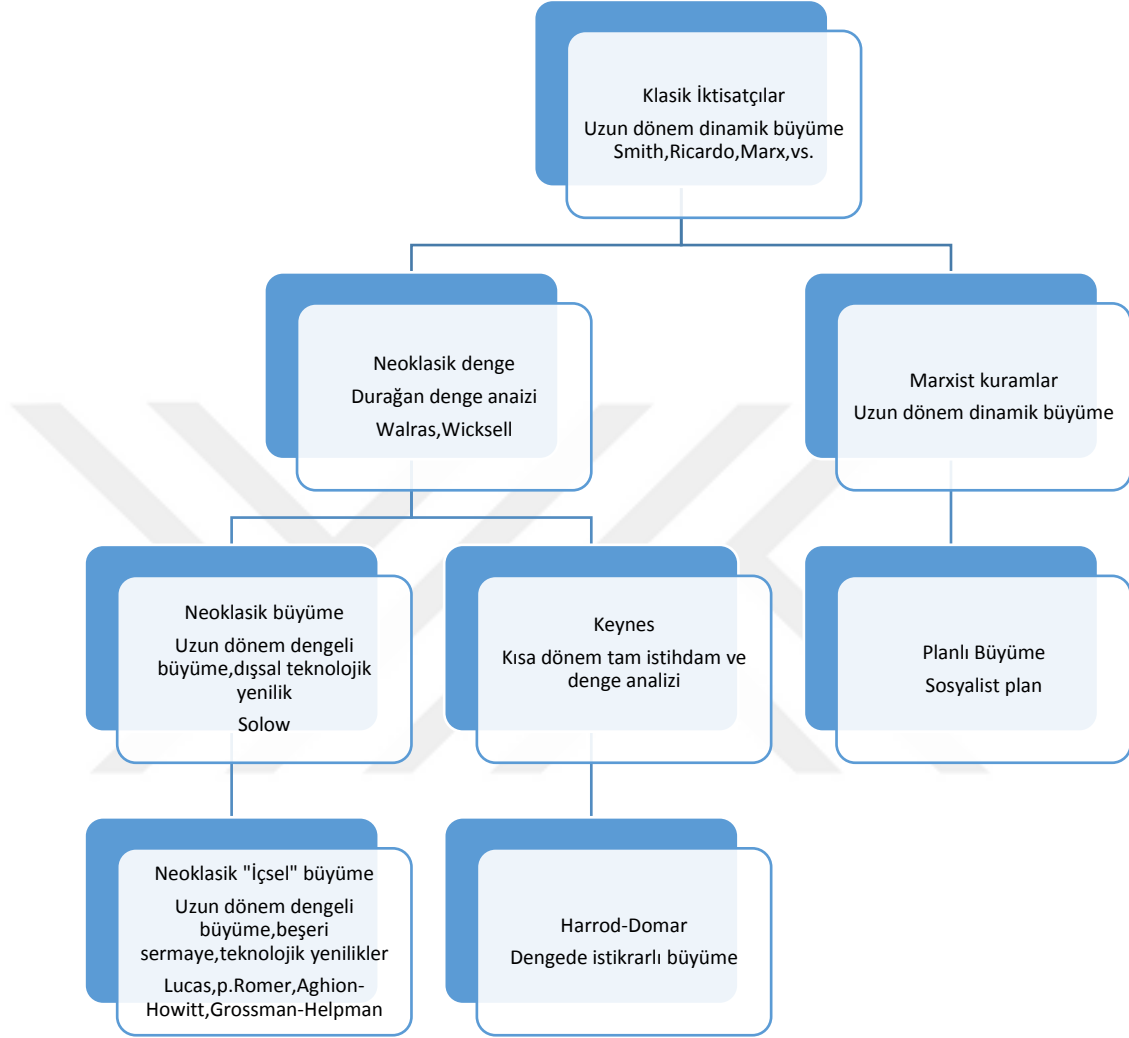 Klasik İktisatçılar
Uzun dönem dinamik büyüme
Smith,Ricardo,Marx,vs.
Neoklasik denge
Durağan denge anaizi
Walras,Wicksell
Marxist kuramlar
Uzun dönem dinamik büyüme
Neoklasik büyüme
Uzun dönem dengeli
büyüme,dışsal teknolojik
yenilik
Solow
Keynes
Kısa dönem tam istihdam ve
denge analizi
Planlı Büyüme
Sosyalist plan
Neoklasik "İçsel" büyüme
Uzun dönem dengeli
büyüme,beşeri
sermaye,teknolojik yenilikler
Lucas,p.Romer,Aghion-
Howitt,Grossman-Helpman
Harrod-Domar
Dengede istikrarlı büyüme